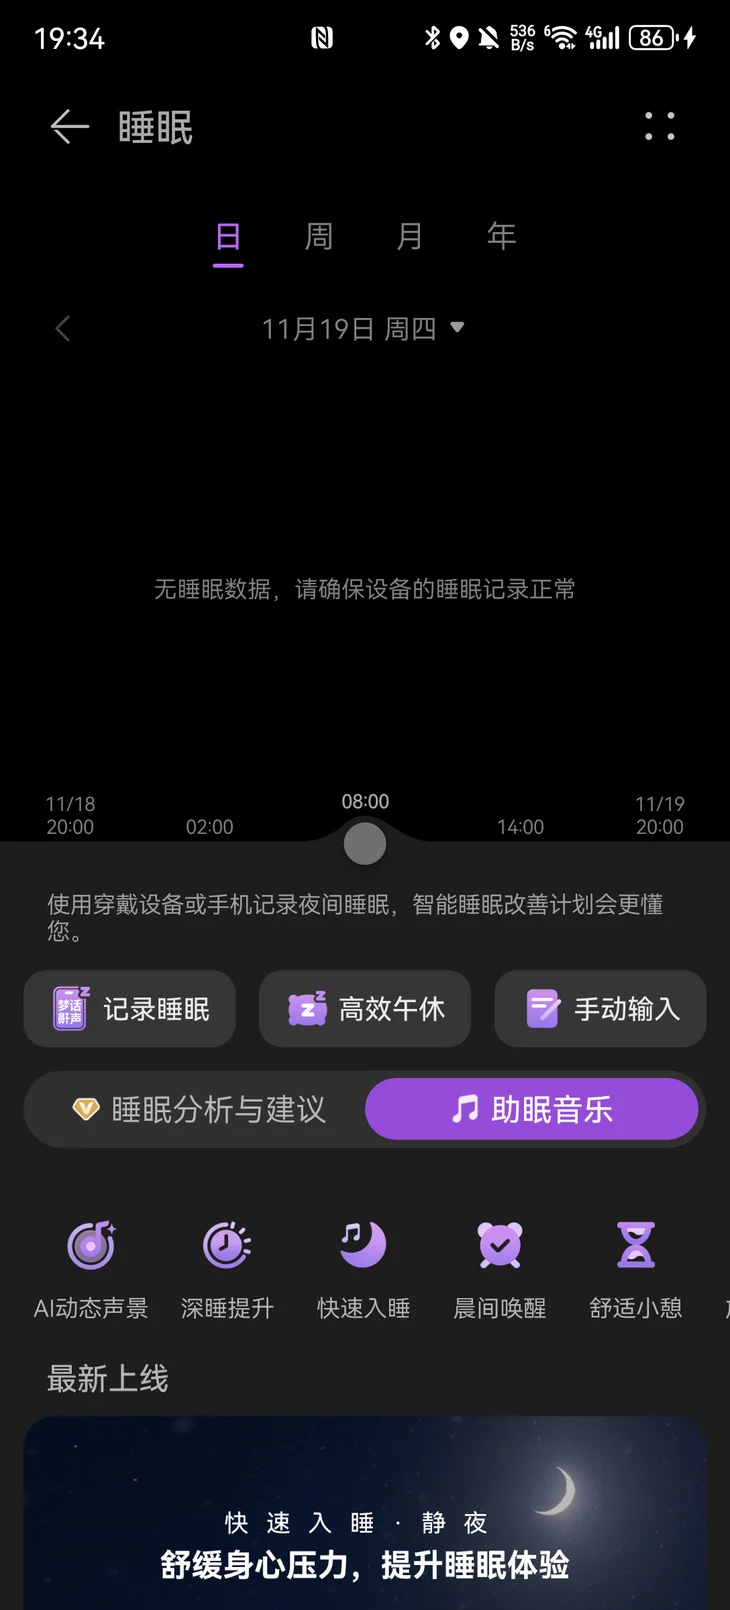 19:34
536
B/s
6
4G
86
睡眠
日 周 月 年
11月19日 周四
无睡眠数据，请确保设备的睡眠记录正常
08:00
11/18 11/19
20:00 02:00 14:00 20:00
使用穿戴设备或手机记录夜间睡眠，智能睡眠改善计划会更懂
您。
梦话
鼾声
Z
记录睡眠
z
Z
高效午休
手动输入
V
睡眠分析与建议
助眠音乐
AI动态声景 深睡提升 快速入睡 晨间唤醒 舒适小憩
最新上线
快速入睡·静夜
舒缓身心压力，提升睡眠体验